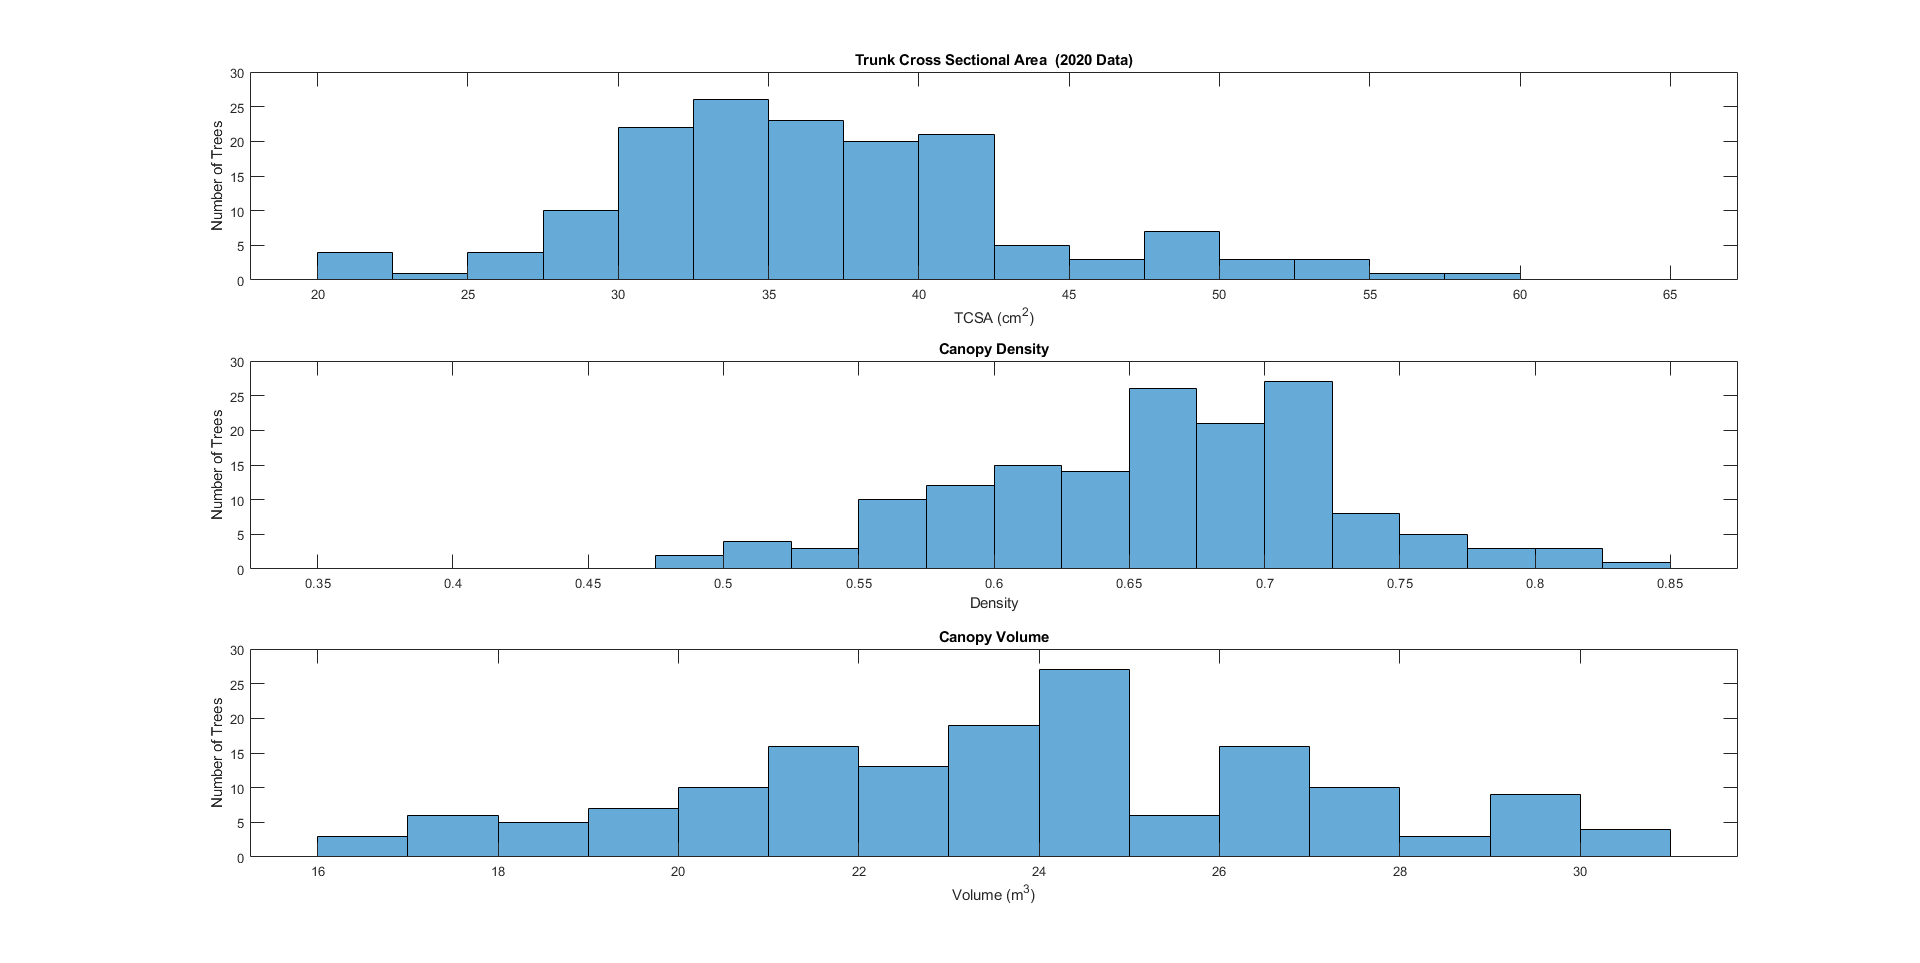 Trunk Cross Sectional Area  (2020 Data)
30
25
20
15
10
5
0
Number of Trees
20 25 30 35 40 45 50 55 60 65
TCSA (cm²)
Canopy Density
30
25
20
15
10
5
0
Number of Trees
0.35 0.4 0.45 0.5 0.55 0.6 0.65 0.7 0.75 0.8 0.85
Density
Canopy Volume
30
25
20
15
10
5
0
Number of Trees
16 18 20 22 24 26 28 30
Volume (m³)